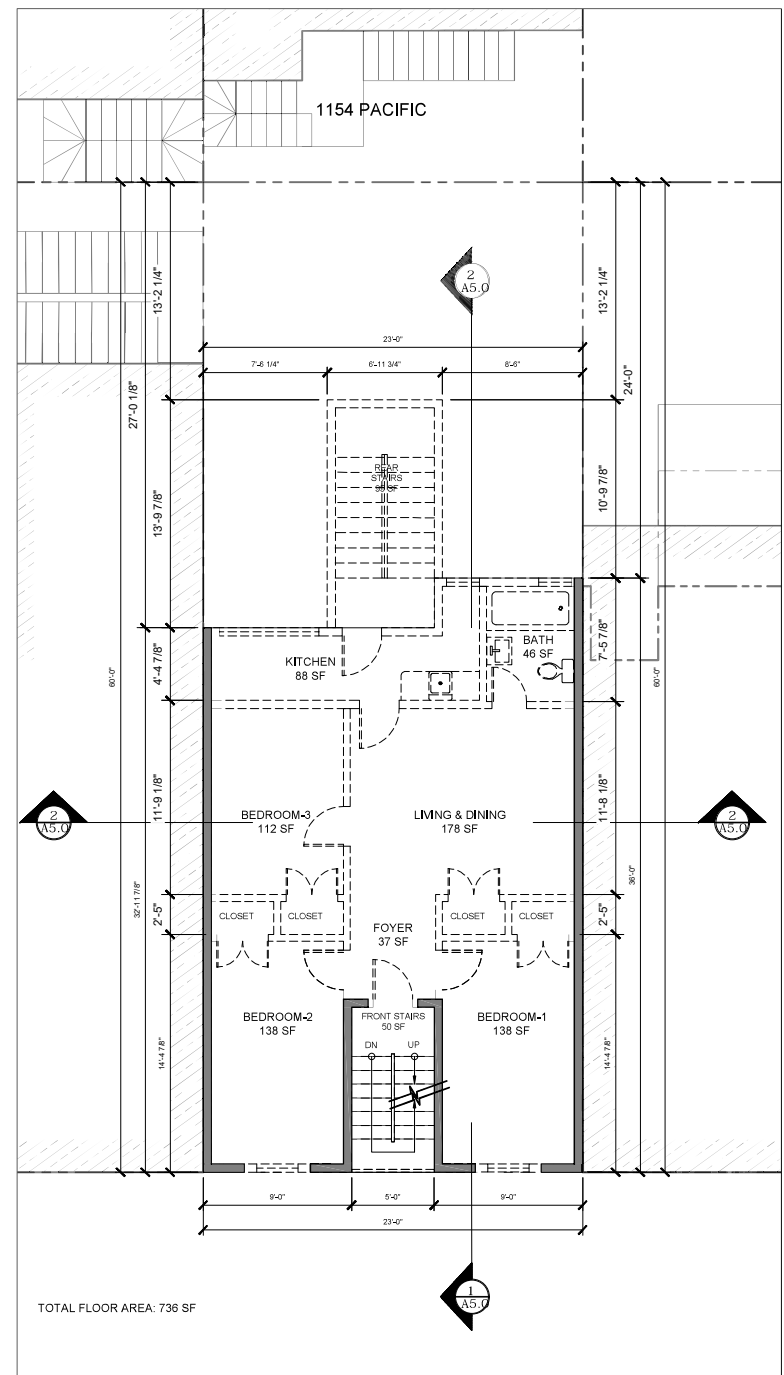 1154 PACIFIC
2
A5.0
13'-2 1/4"
13'-2 1/4"
23'-0"
7'-6 1/4"
6'-11 3/4"
8'-6"
27'-0 1/8"
24'-0"
REAR
STAIRS
95 SF
13'-9 7/8"
10'-9 7/8"
BATH
46 SF
KITCHEN
88 SF
4'-4 7/8"
7'-5 7/8"
60'-0"
60'-0"
11'-9 1/8"
11'-8 1/8"
BEDROOM-3
112 SF
LIVING & DINING
178 SF
2
A5.0
2
A5.0
32'-11 7/8"
36'-0"
2'-5"
2'-5"
CLOSET
CLOSET
CLOSET
CLOSET
FOYER
37 SF
BEDROOM-2
138 SF
FRONT STAIRS
50 SF
BEDROOM-1
138 SF
DN
UP
14'-4 7/8"
14'-4 7/8"
9'-0"
5'-0"
9'-0"
23'-0"
1
A5.0
TOTAL FLOOR AREA: 736 SF